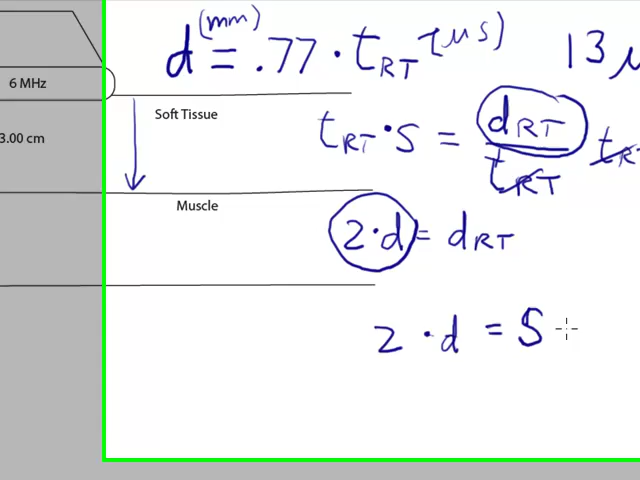 d (mm) = .77 · tRT (μs) 13 μ
6 MHz
Soft Tissue
3.00 cm
tRT · S = dRT / tRT tRT
Muscle
2 · d = dRT
2 · d = S